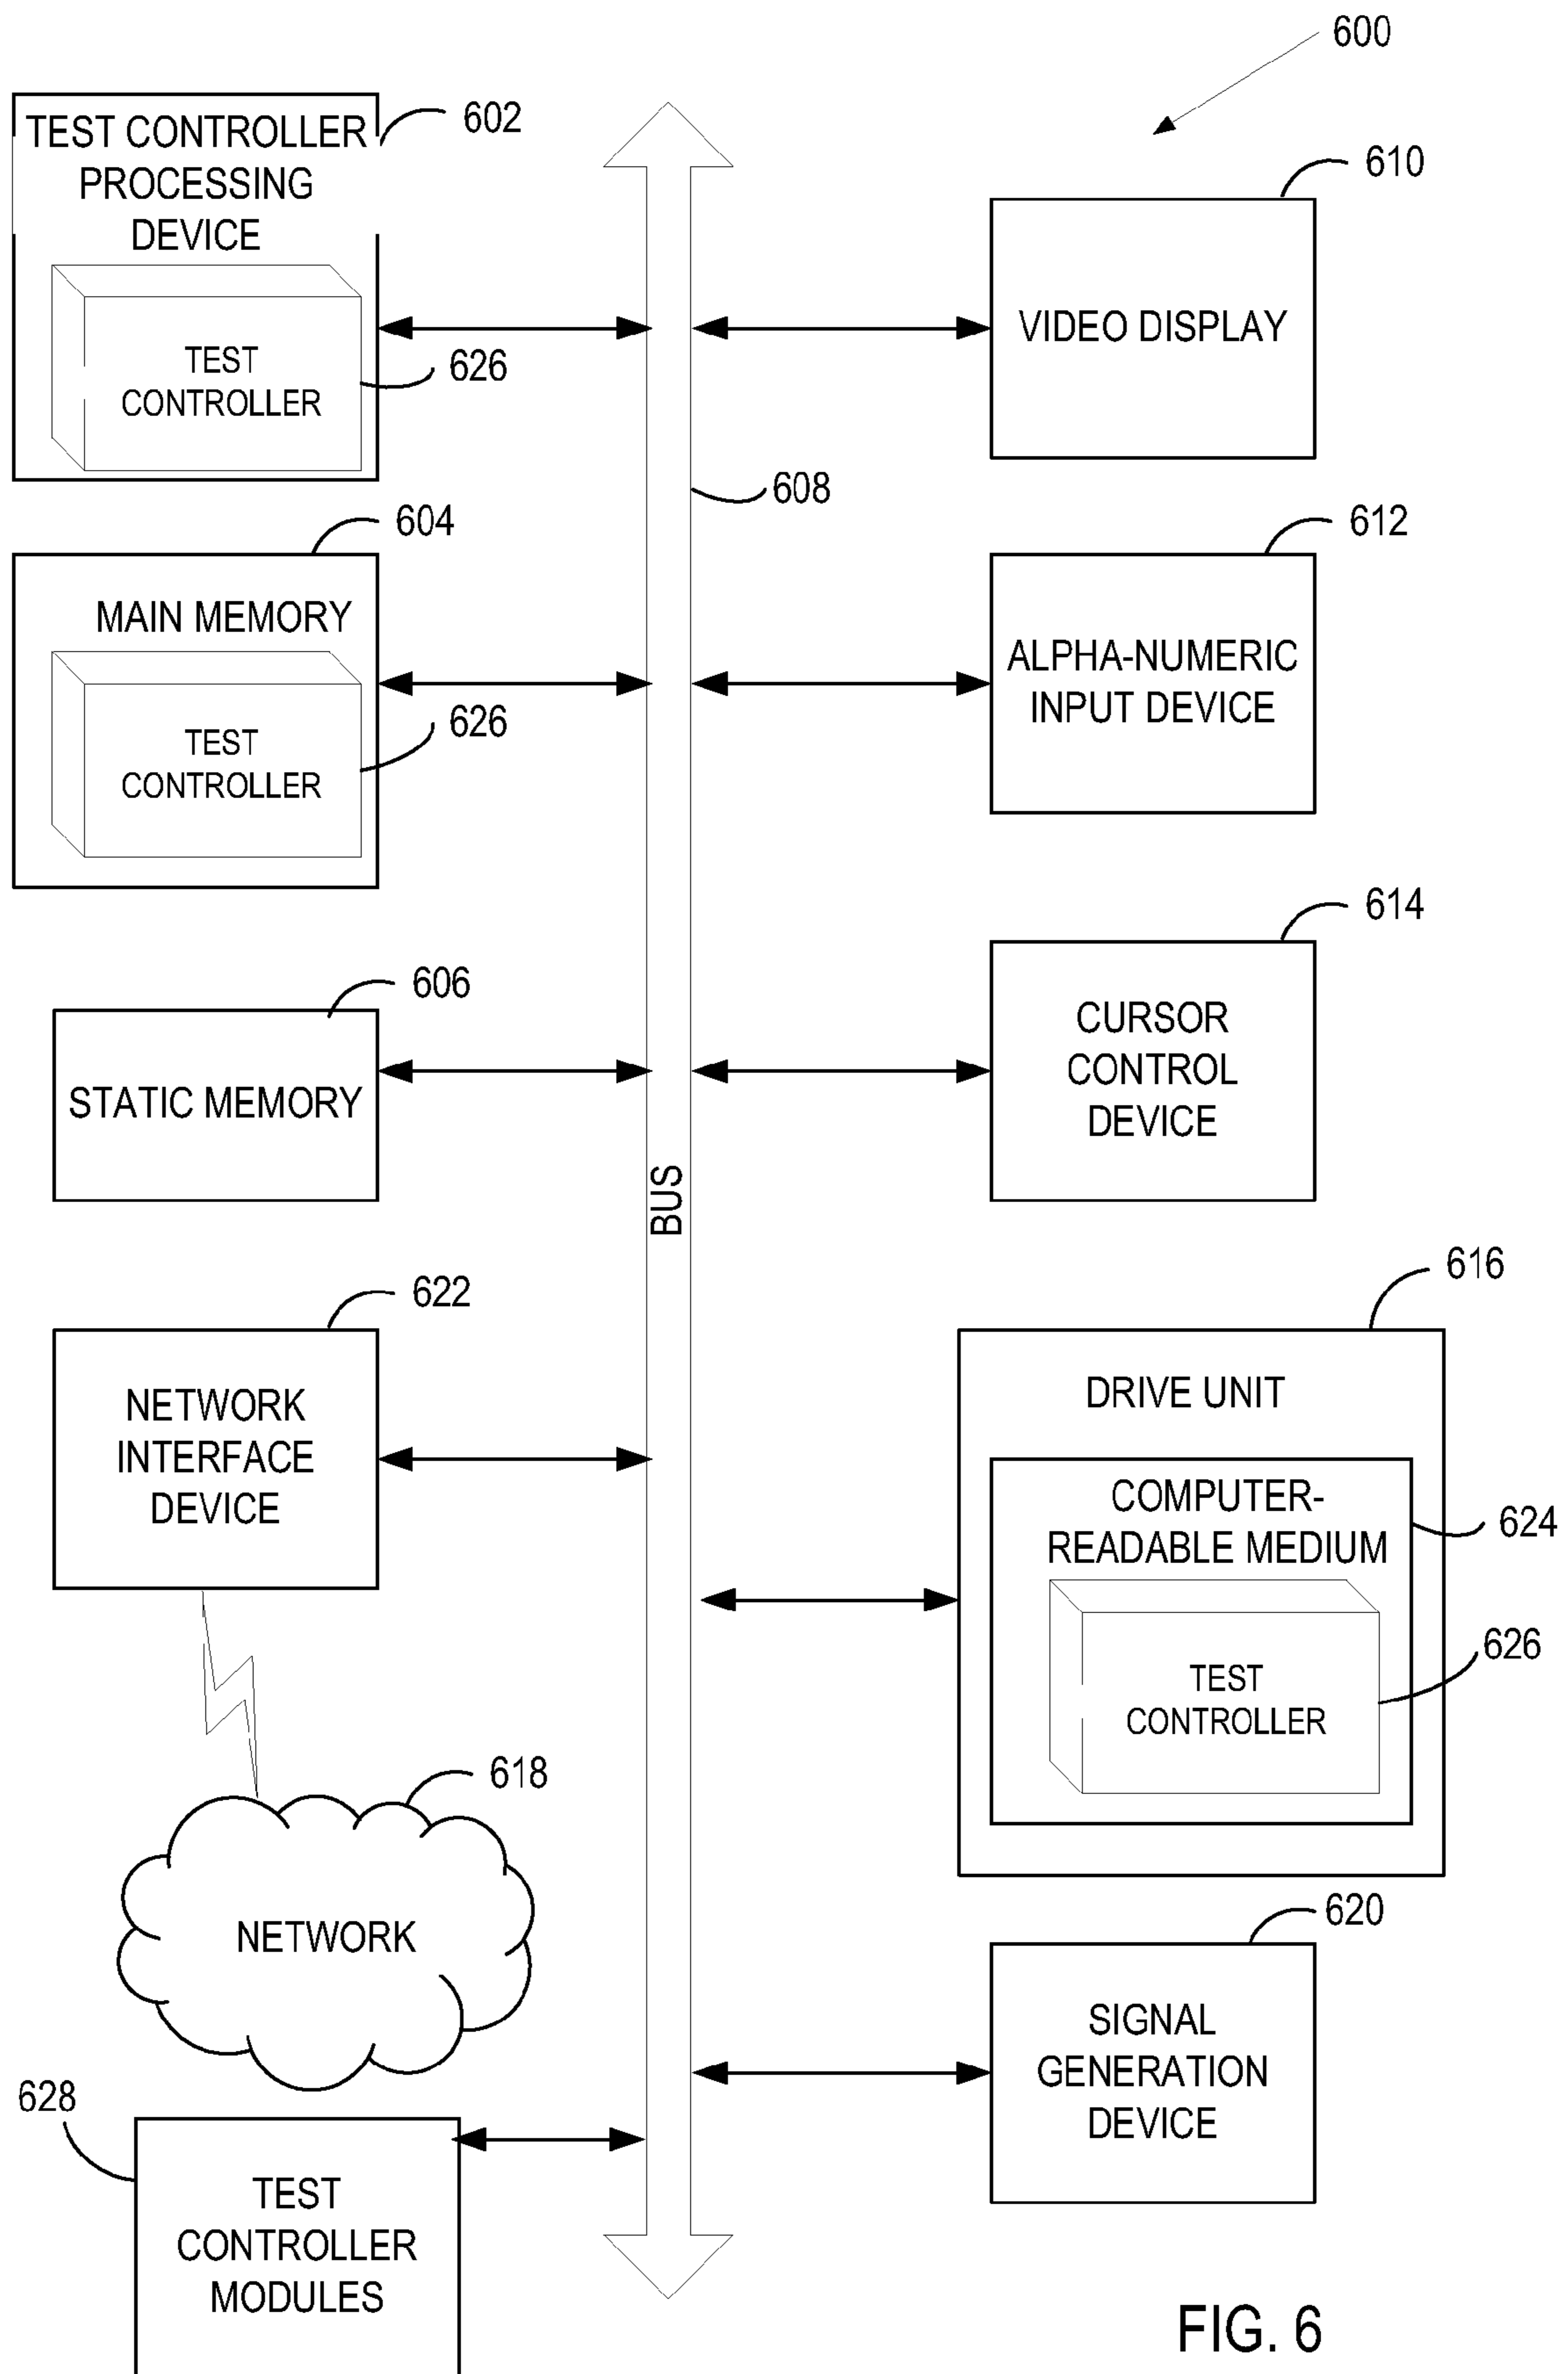 600
602
TEST CONTROLLER
PROCESSING
DEVICE
TEST
CONTROLLER
626
610
VIDEO DISPLAY
608
604
MAIN MEMORY
TEST
CONTROLLER
626
612
ALPHA-NUMERIC
INPUT DEVICE
606
STATIC MEMORY
614
CURSOR
CONTROL
DEVICE
BUS
622
NETWORK
INTERFACE
DEVICE
616
DRIVE UNIT
COMPUTER-
READABLE MEDIUM
624
TEST
CONTROLLER
626
618
NETWORK
620
SIGNAL
GENERATION
DEVICE
628
TEST
CONTROLLER
MODULES
FIG. 6